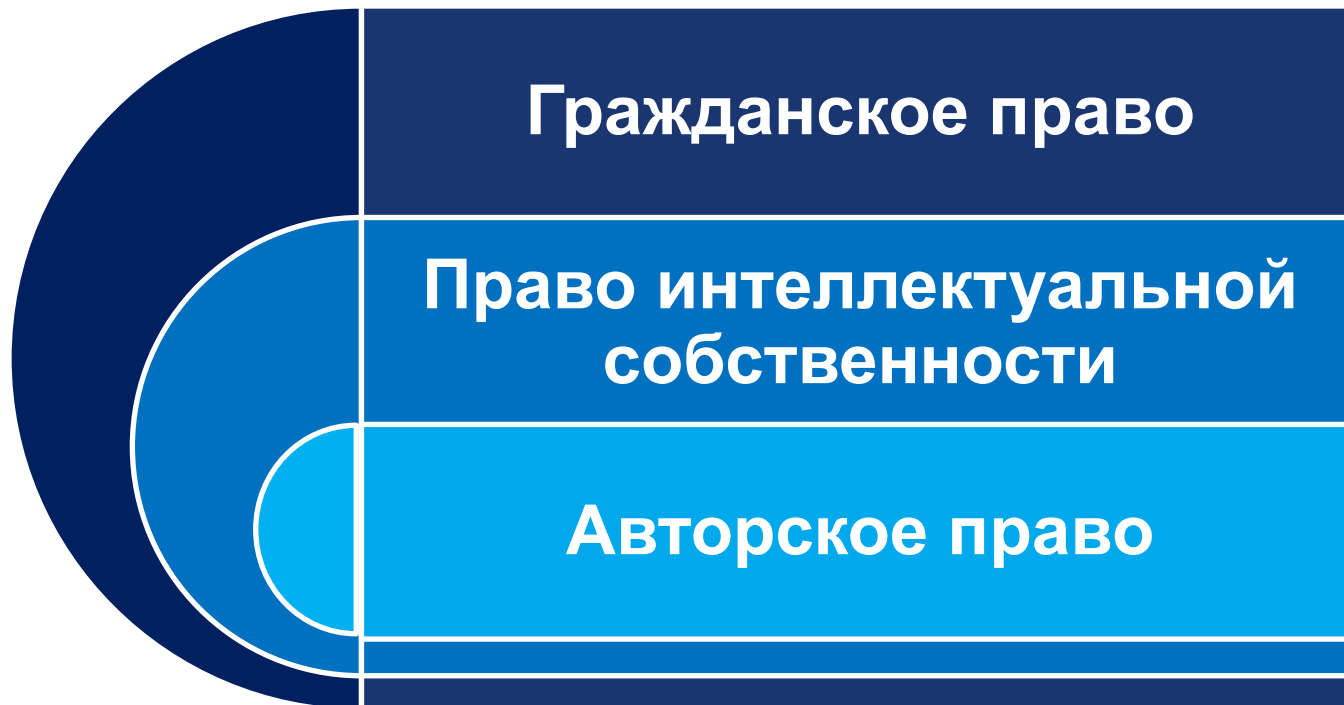 Гражданское право
Право интеллектуальной
собственности
Авторское право